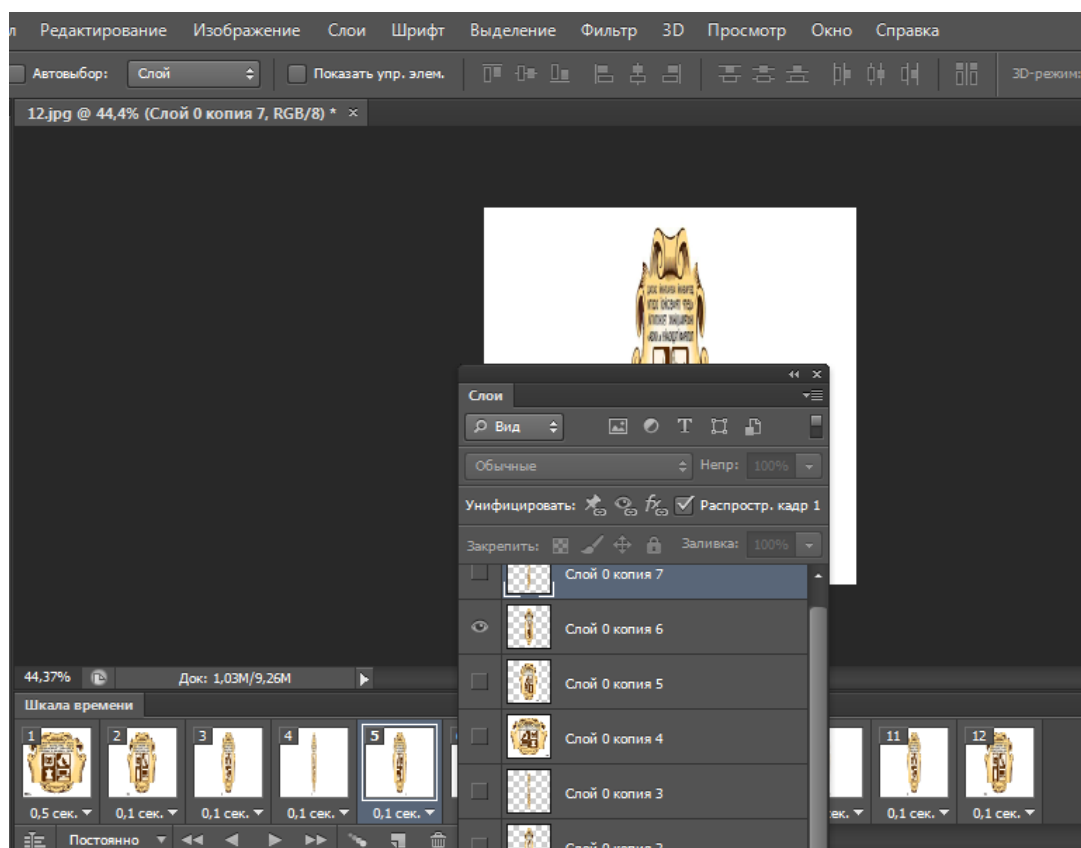 л Редактирование Изображение Слои Шрифт Выделение Фильтр 3D Просмотр Окно Справка
Автовыбор: Слой Показать упр. элем. 3D-режим:
12.jpg @ 44,4% (Слой 0 копия 7, RGB/8) * ×
Слои
Вид
Обычные Непр: 100%
Унифицировать: Распростр. кадр 1
Закрепить: Заливка: 100%
Слой 0 копия 7
Слой 0 копия 6
Слой 0 копия 5
Слой 0 копия 4
Слой 0 копия 3
Слой 0 копия 2
44,37% Док: 1,03M/9,26M
Шкала времени
1 2 3 4 5 11 12
0,5 сек. 0,1 сек. 0,1 сек. 0,1 сек. 0,1 сек. ек. 0,1 сек. 0,1 сек.
Постоянно